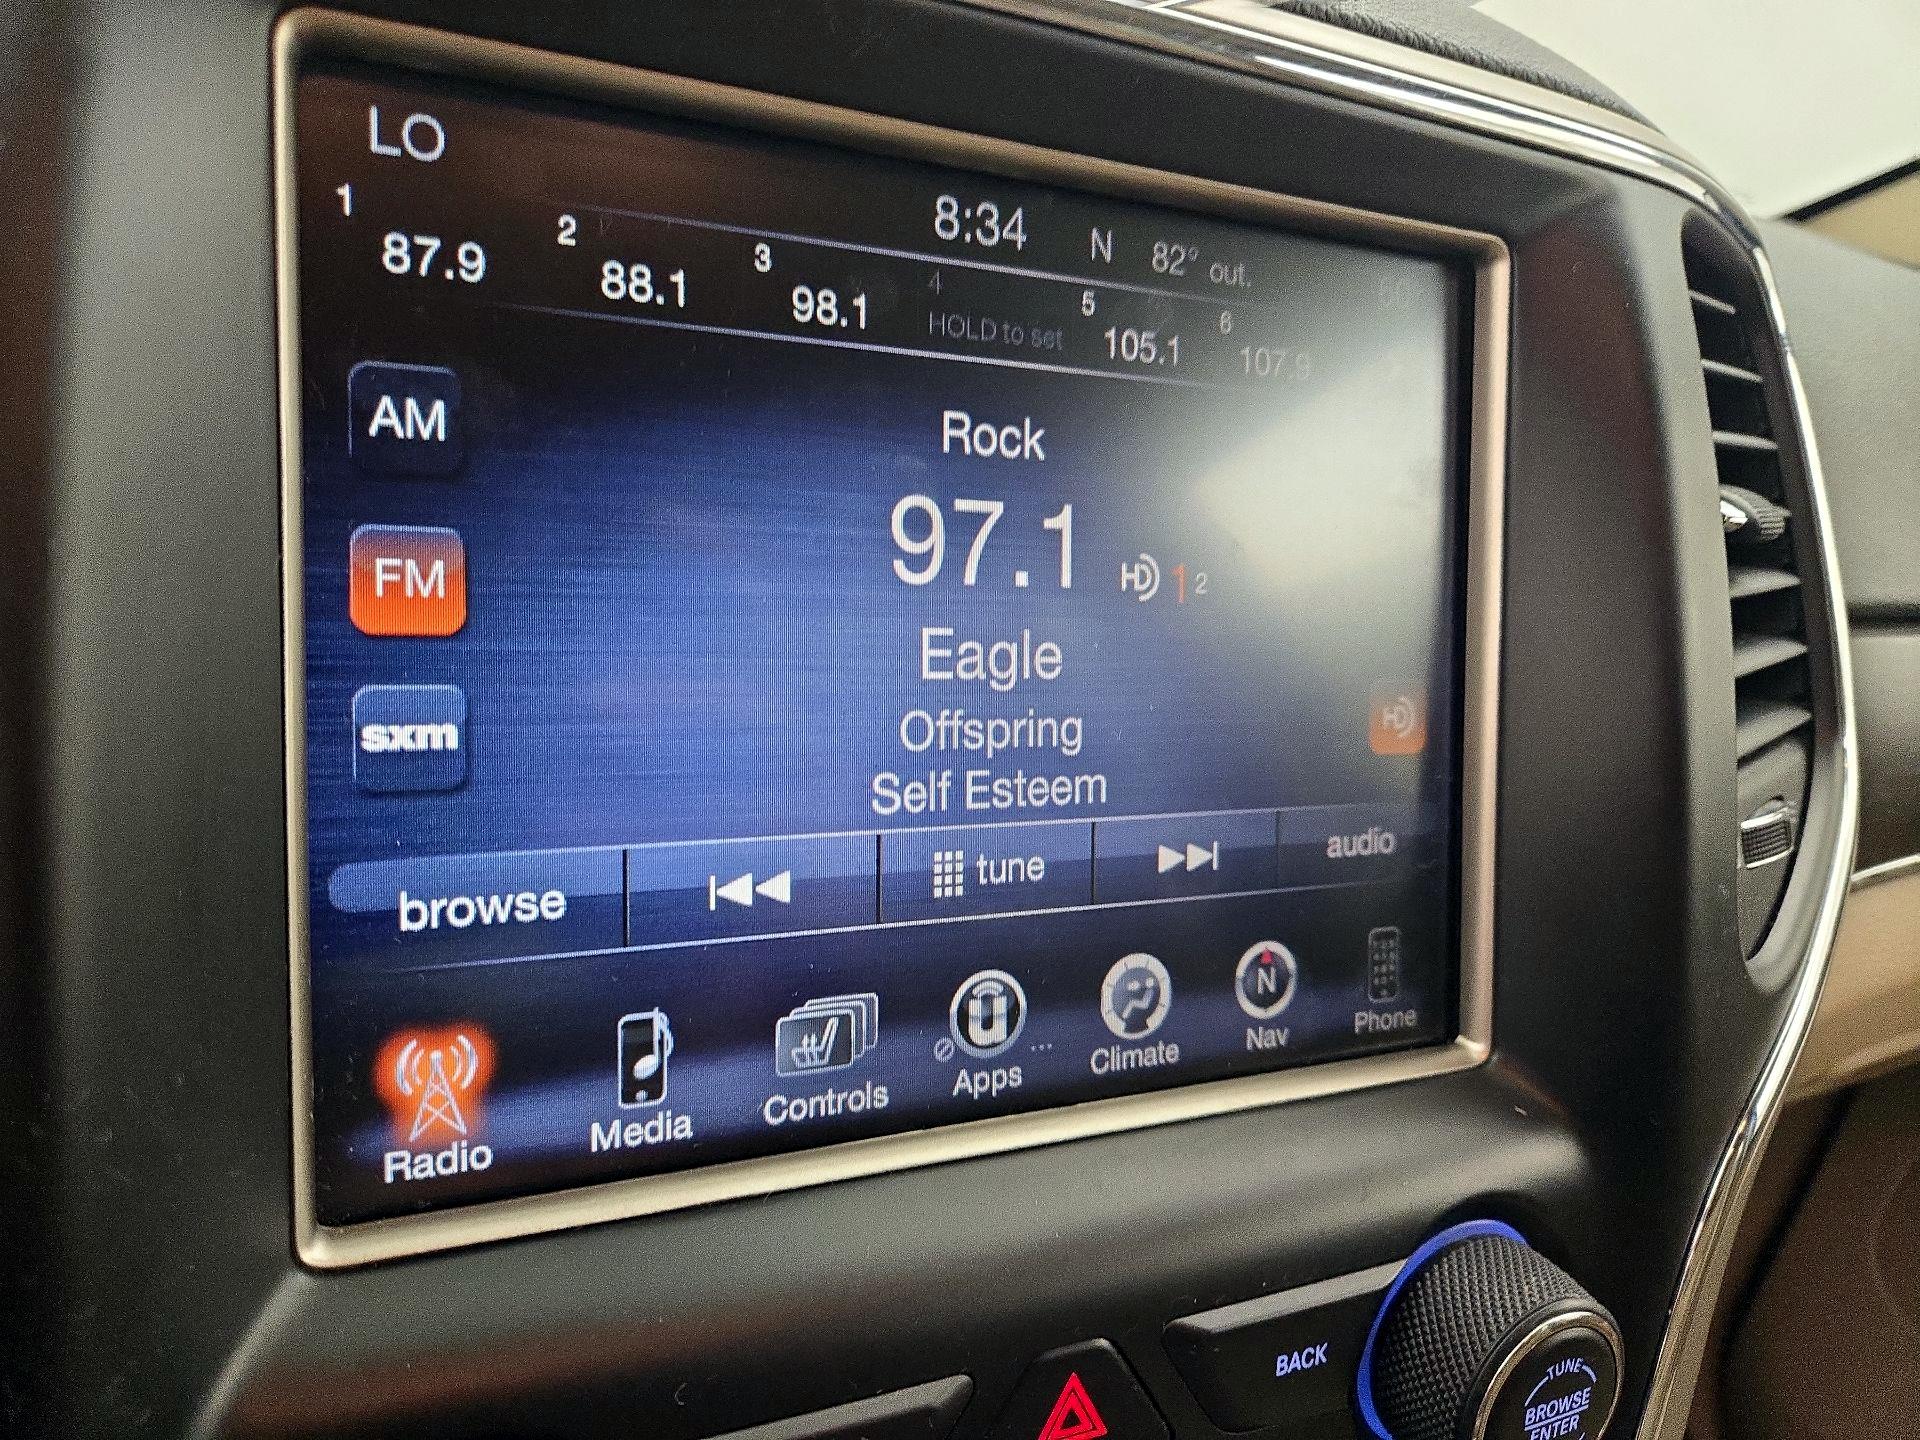 LO
8:34 N 82° out.
1 87.9 2 88.1 3 98.1 4 HOLD to set 5 105.1 6 107.9
AM
Rock
97.1 HD 1 2
FM
Eagle
Offspring
HD
sxm
Self Esteem
browse tune audio
N
Radio Media Controls Apps Climate Nav Phone
BACK
TUNE
BROWSE
ENTER